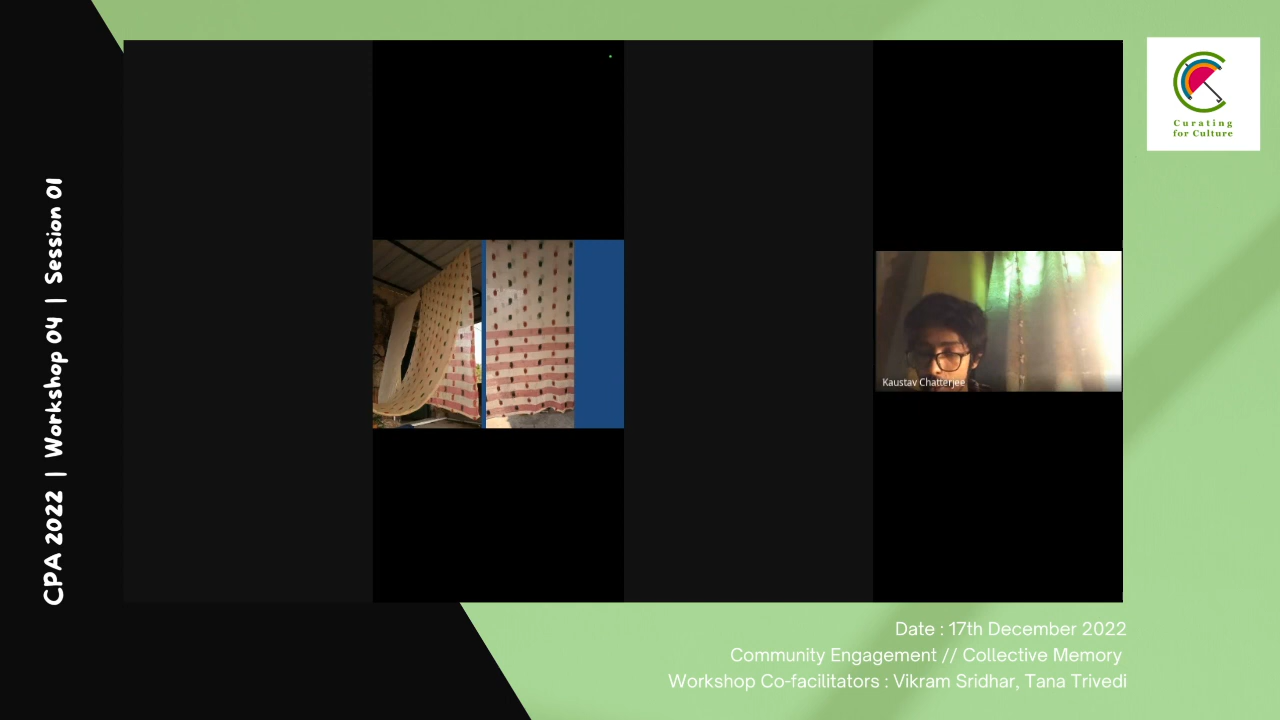 CPA 2022 | Workshop 04 | Session 01
Curating
for Culture
Kaustav Chatterjee
Date : 17th December 2022
Community Engagement // Collective Memory
Workshop Co-facilitators : Vikram Sridhar, Tana Trivedi